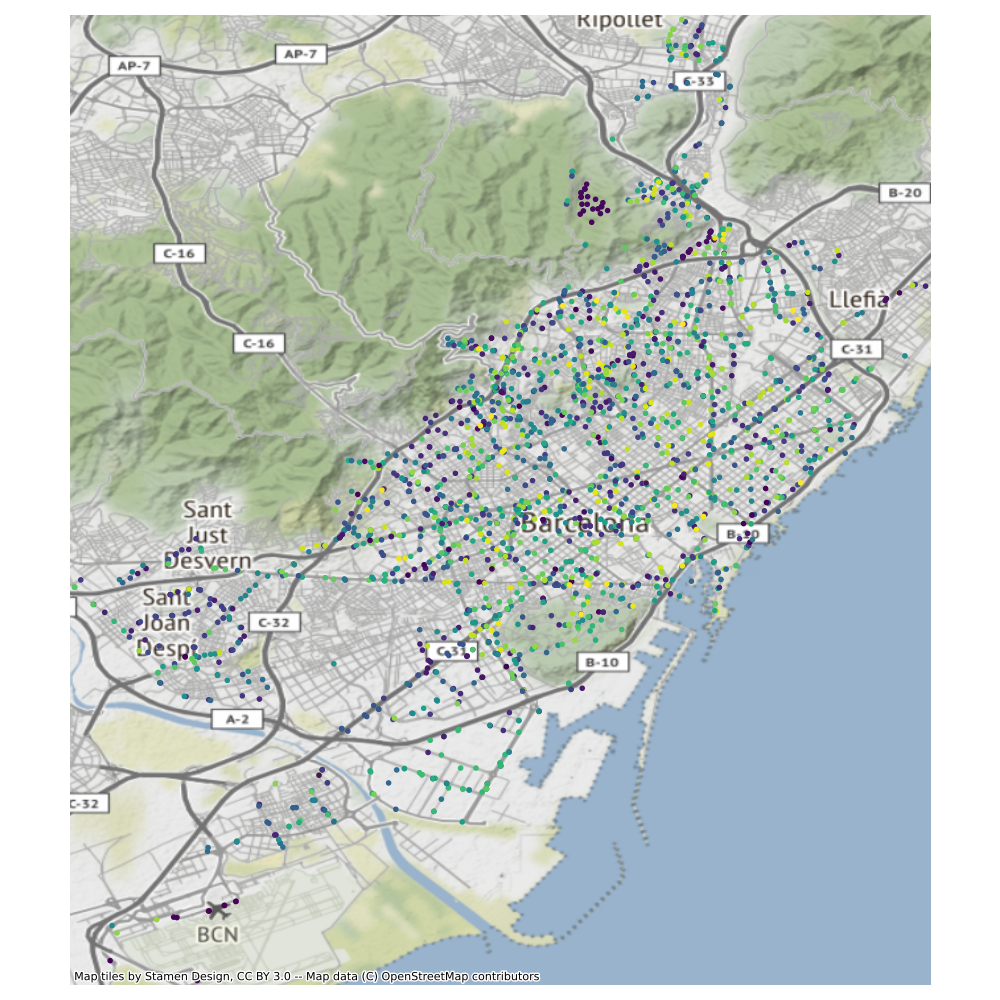 Ripollet
AP-7
AP-7
C-33
B-20
C-16
Llefià
C-16
C-31
Sant
Just
Desvern
Barcelona
B-10
Sant
Joan
Despí
C-32
C-31
B-10
A-2
C-32
BCN
Map tiles by Stamen Design, CC BY 3.0 -- Map data (C) OpenStreetMap contributors